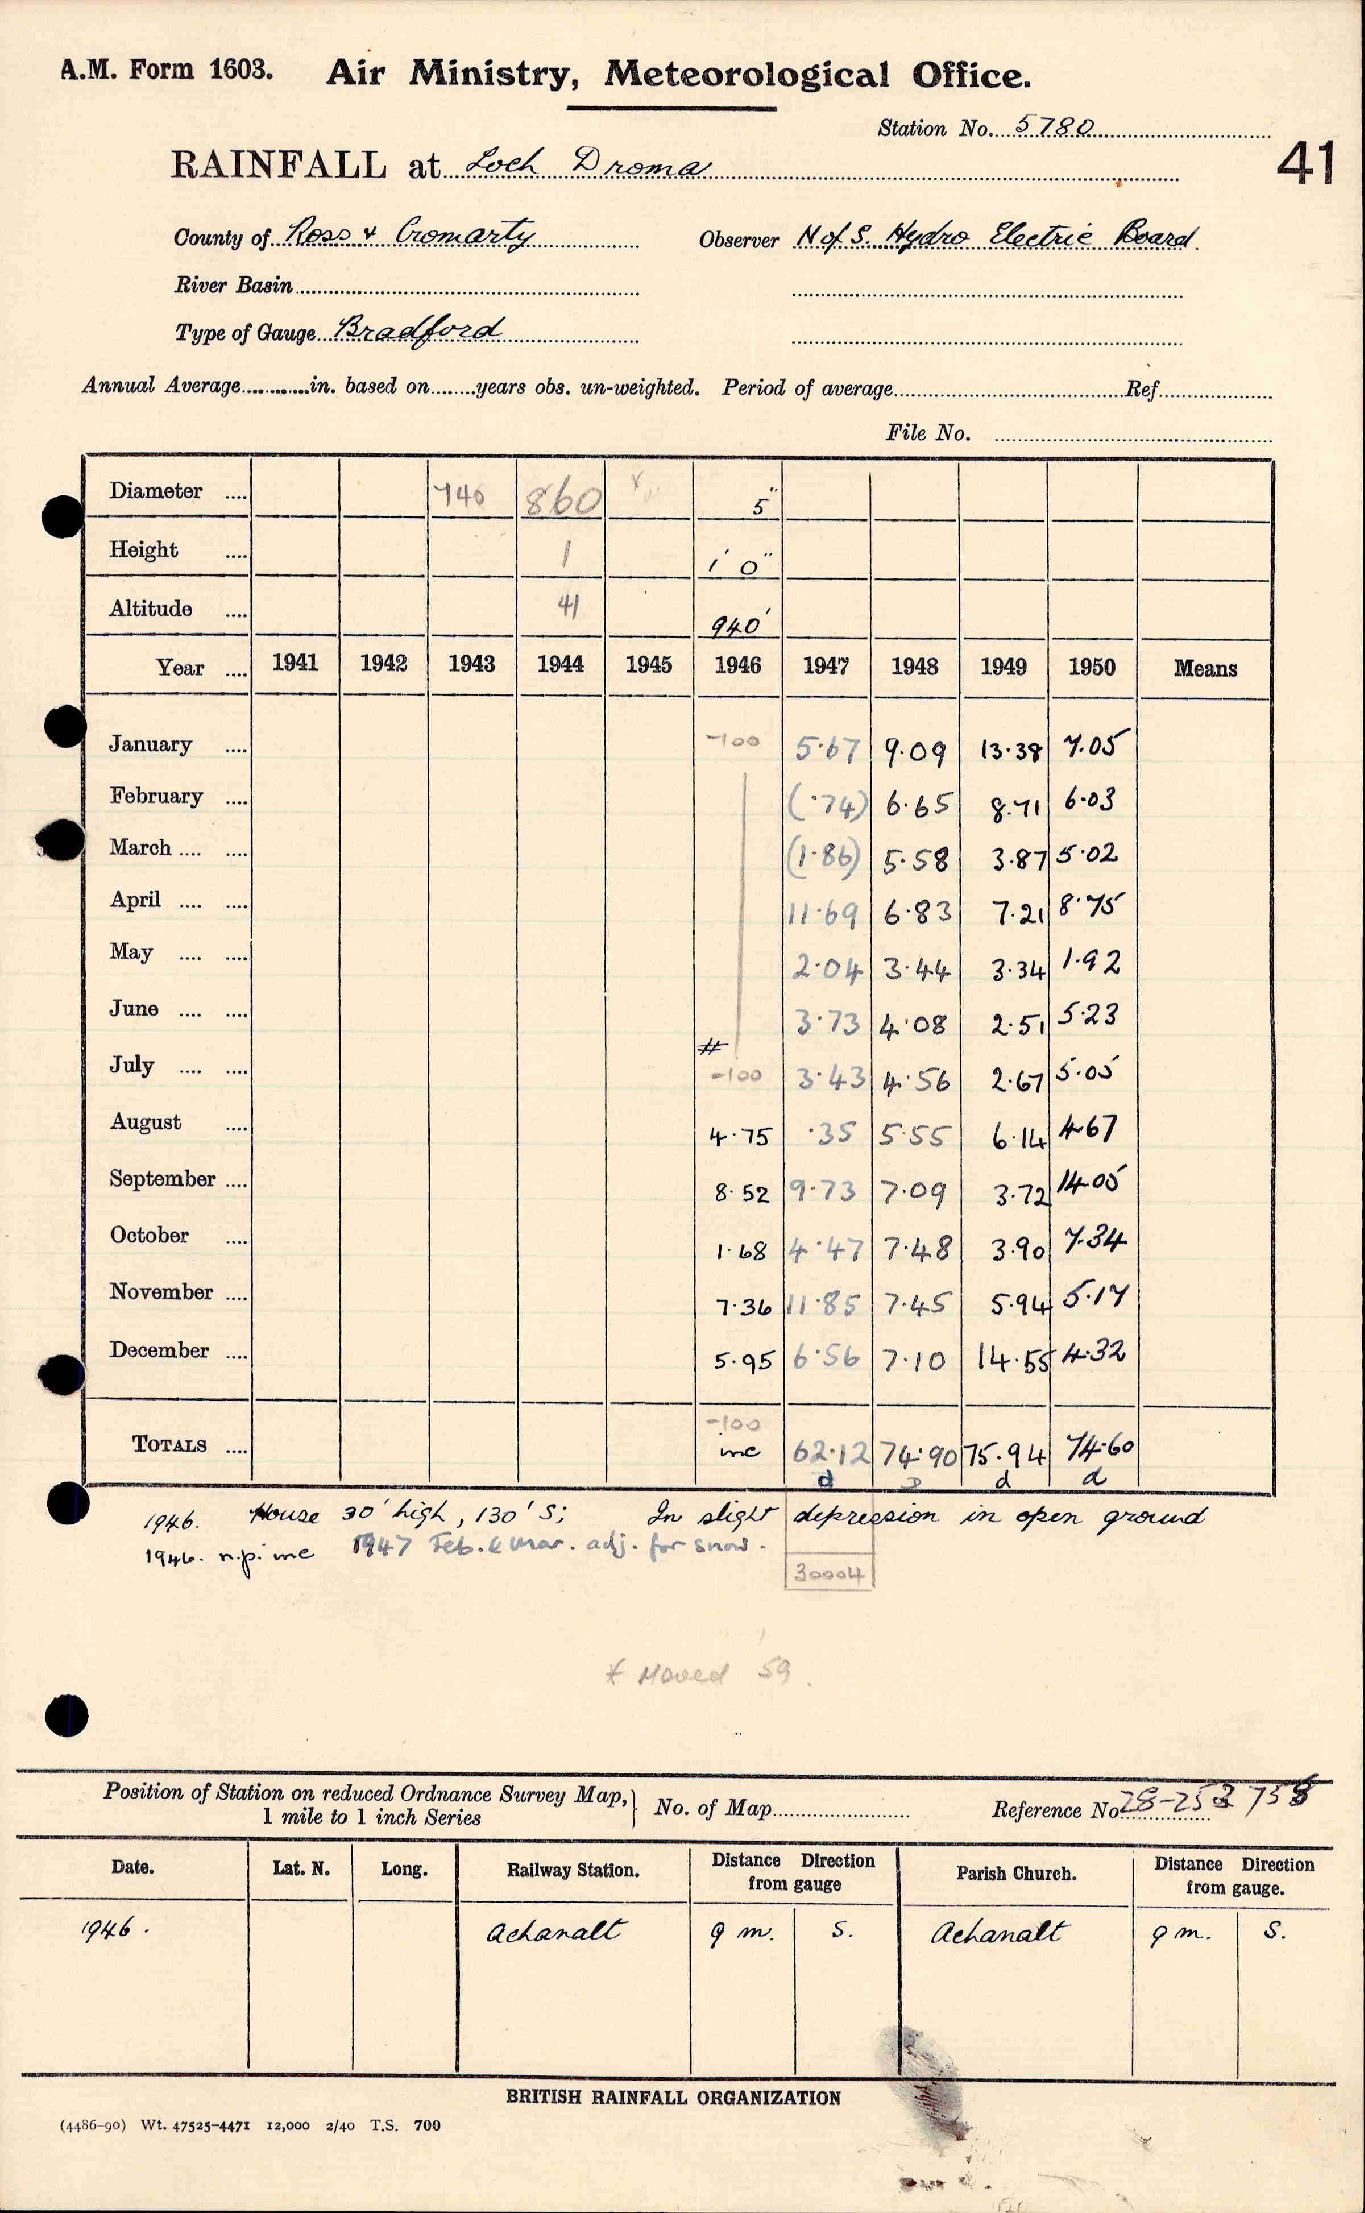 A.M. Form 1603. Air Ministry, Meteorological Office.
Station No. 5780
41
RAINFALL at Loch Droma
County of Ross & Cromarty Observer N of S. Hydro Electric Board
River Basin
Type of Gauge Bradford
Annual Average in. based on years obs. un-weighted. Period of average Ref
File No.
Diameter 740 860 5"
Height 1 1' 0"
Altitude 41 940'
Year 1941 1942 1943 1944 1945 1946 1947 1948 1949 1950 Means
January -100 5.67 9.09 13.38 7.05
February (.74) 6.65 8.71 6.03
March (1.86) 5.58 3.87 5.02
April 11.69 6.83 7.21 8.75
May 2.04 3.44 3.34 1.92
June 3.73 4.08 2.51 5.23
July -100 3.43 4.56 2.67 5.05
August 4.75 .35 5.55 6.14 4.67
September 8.52 9.73 7.09 3.72 14.05
October 1.68 4.47 7.48 3.90 7.34
November 7.36 11.85 7.45 5.94 5.17
December 5.95 6.56 7.10 14.55 4.32
-100
TOTALS inc 62.12 74.90 75.94 74.60
d d d
1946. House 30' high, 130' S; In slight depression in open ground
1946. n.p. inc 1947 Feb. & Mar. adj. for snow.
30004
* Moved '59.
Position of Station on reduced Ordnance Survey Map,
1 mile to 1 inch Series
No. of Map Reference No 28-253 758
Date. Lat. N. Long. Railway Station. Distance Direction from gauge Parish Church. Distance Direction from gauge.
1946. Achanalt 9 m. S. Achanalt 9 m. S.
BRITISH RAINFALL ORGANIZATION
(4486-90) Wt. 47525-4471 12,000 2/40 T.S. 700